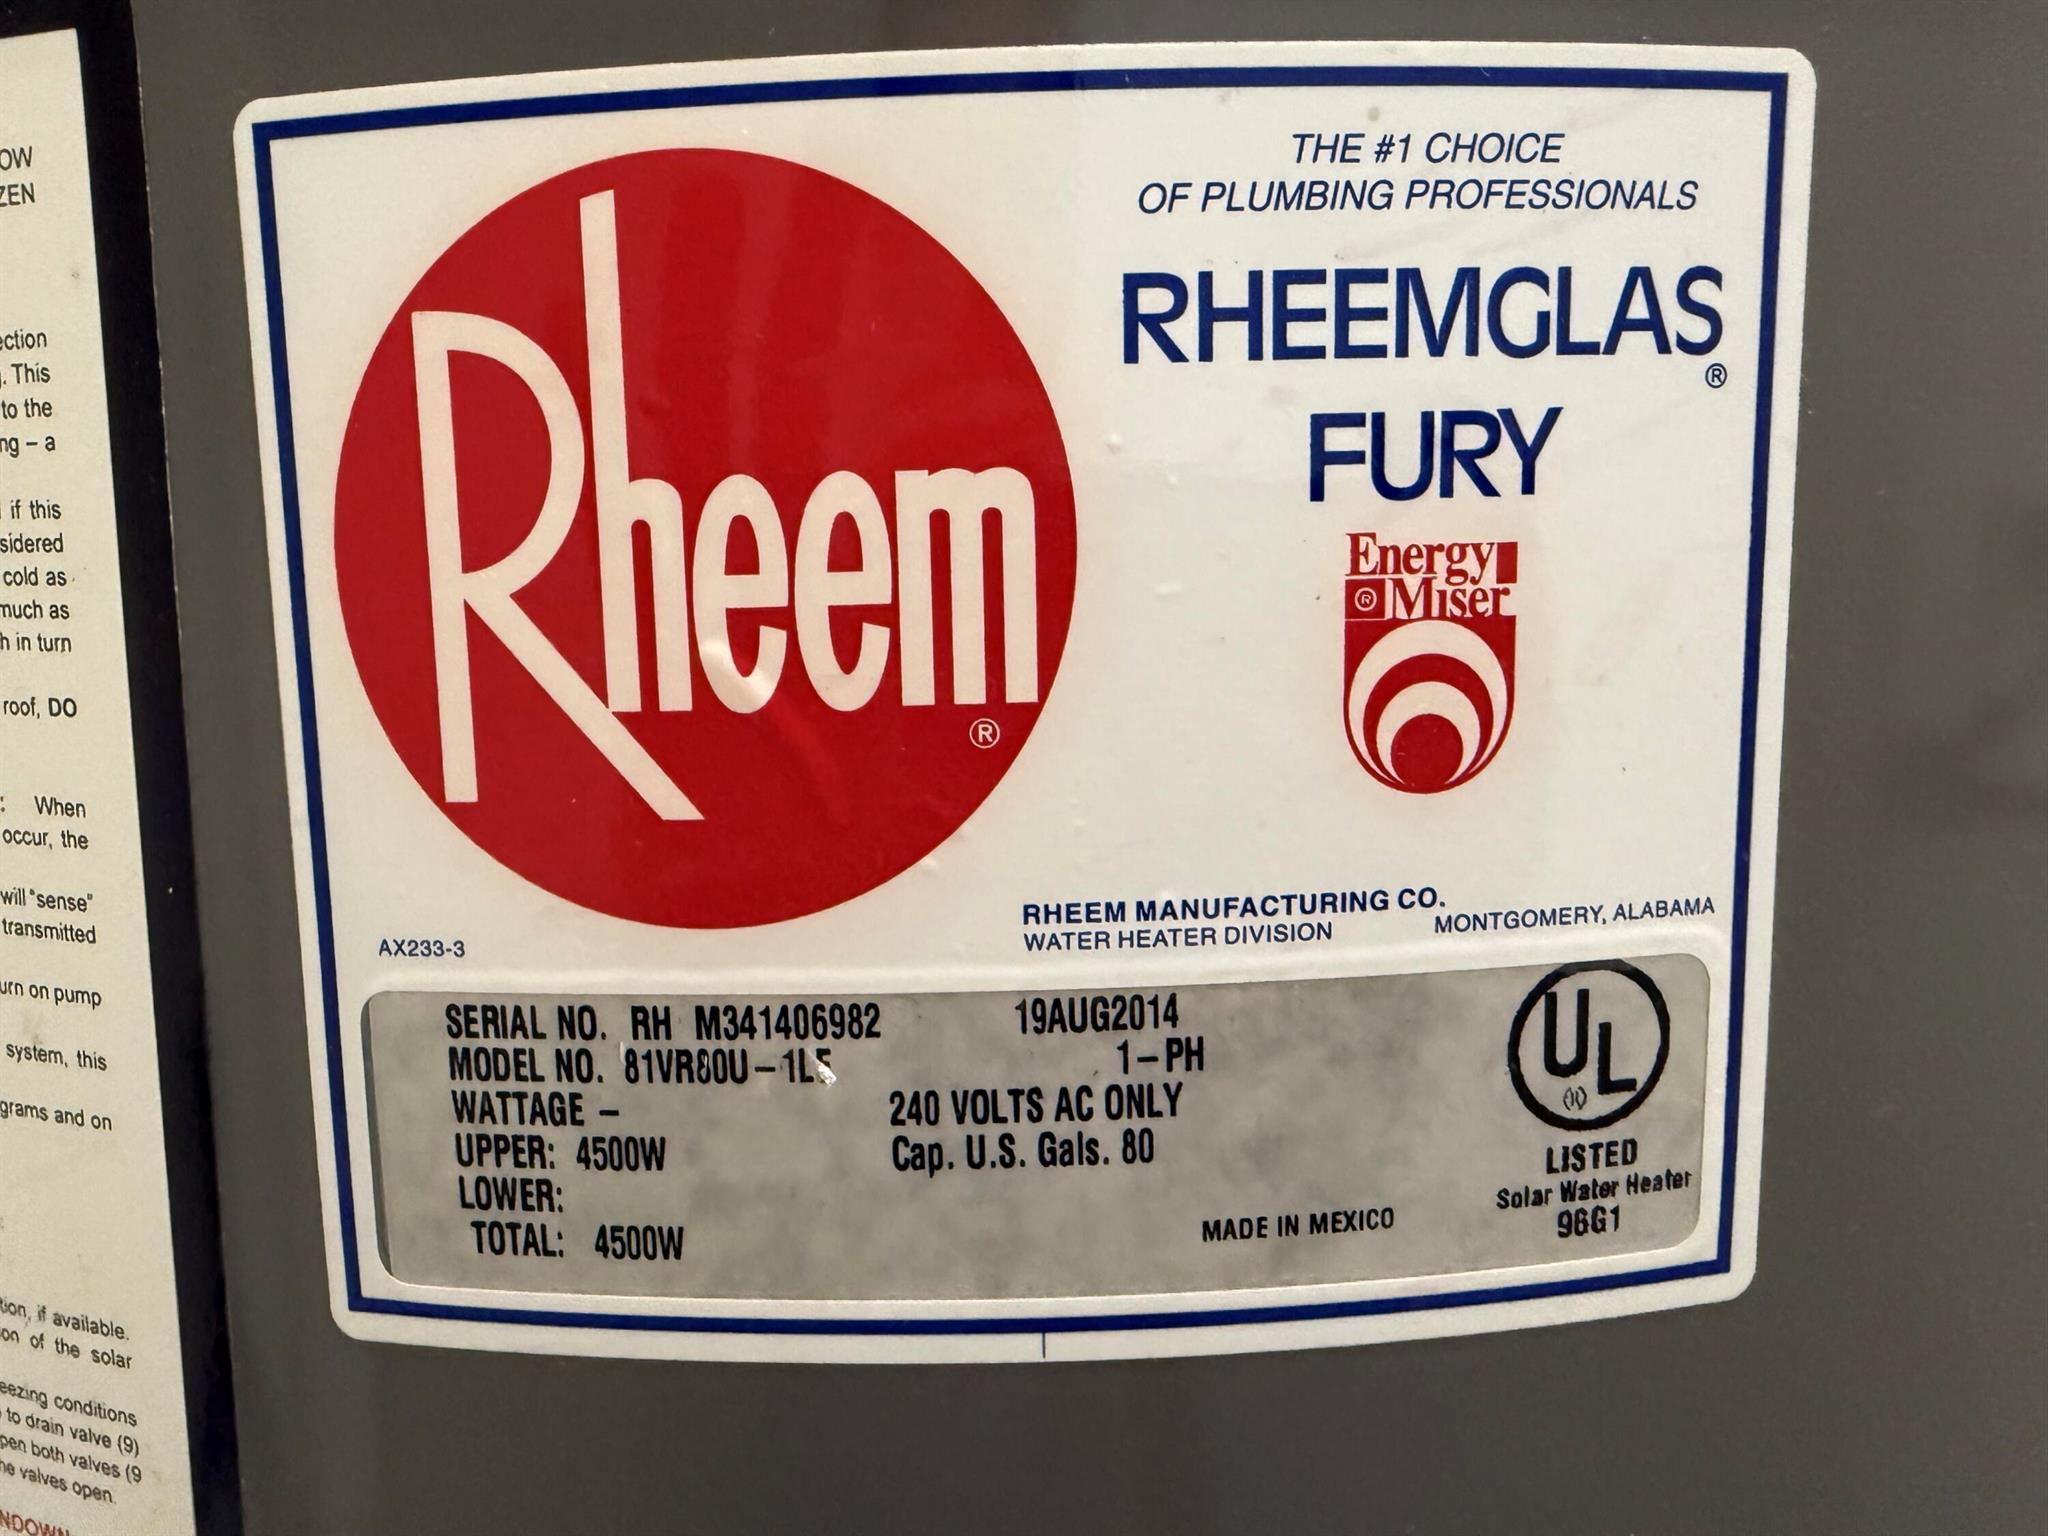 OW
ZEN
ection
. This
to the
ng – a
if this
sidered
cold as
much as
h in turn
roof, DO
: When
occur, the
will "sense"
transmitted
urn on pump
system, this
grams and on
tion, if available.
on of the solar
eezing conditions
to drain valve (9)
pen both valves (9
he valves open.
NDOWN
Rheem
®
THE #1 CHOICE
OF PLUMBING PROFESSIONALS
RHEEMGLAS
®
FURY
Energy
® Miser
RHEEM MANUFACTURING CO.
WATER HEATER DIVISION
MONTGOMERY, ALABAMA
AX233-3
SERIAL NO. RH M341406982 19AUG2014
MODEL NO. 81VR80U-1L 1-PH
WATTAGE – 240 VOLTS AC ONLY
UPPER: 4500W Cap. U.S. Gals. 80
LOWER:
TOTAL: 4500W
MADE IN MEXICO
UL
LISTED
Solar Water Heater
96G1